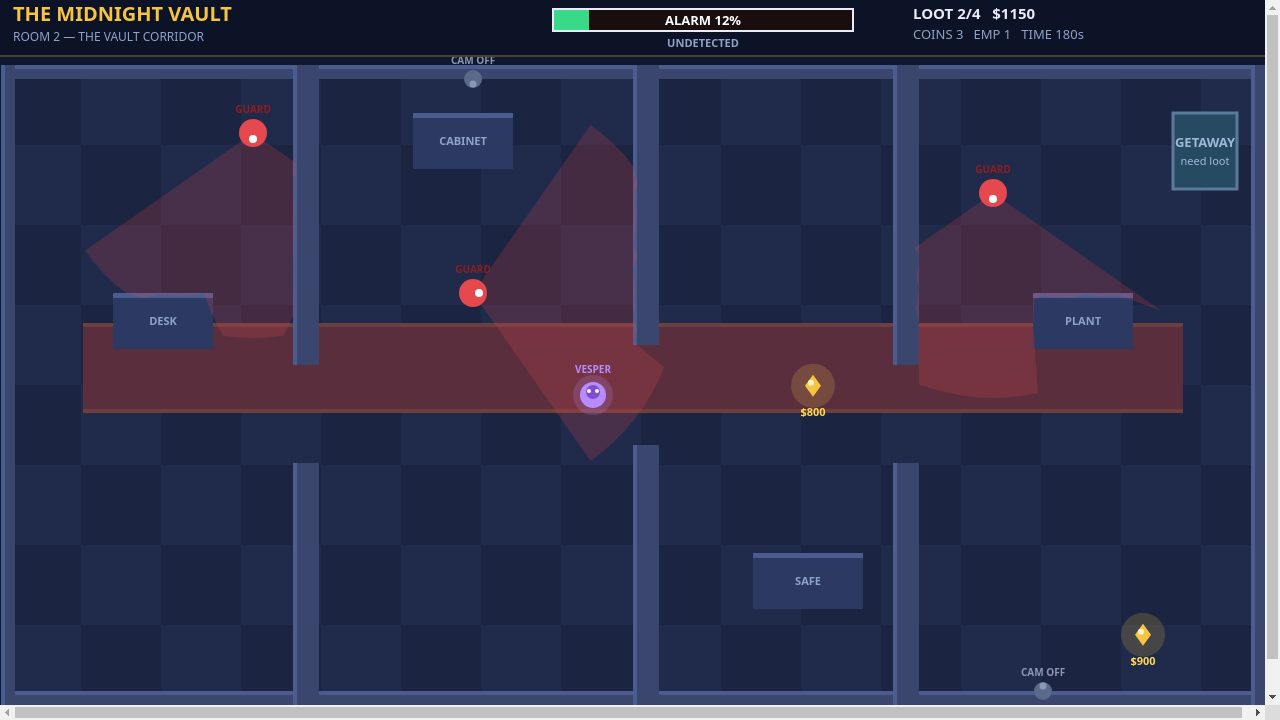 THE MIDNIGHT VAULT
ROOM 2 — THE VAULT CORRIDOR
ALARM 12%
UNDETECTED
LOOT 2/4 $1150
COINS 3 EMP 1 TIME 180s
CAM OFF
GUARD
CABINET
GETAWAY
need loot
GUARD
GUARD
DESK
PLANT
VESPER
$800
SAFE
$900
CAM OFF